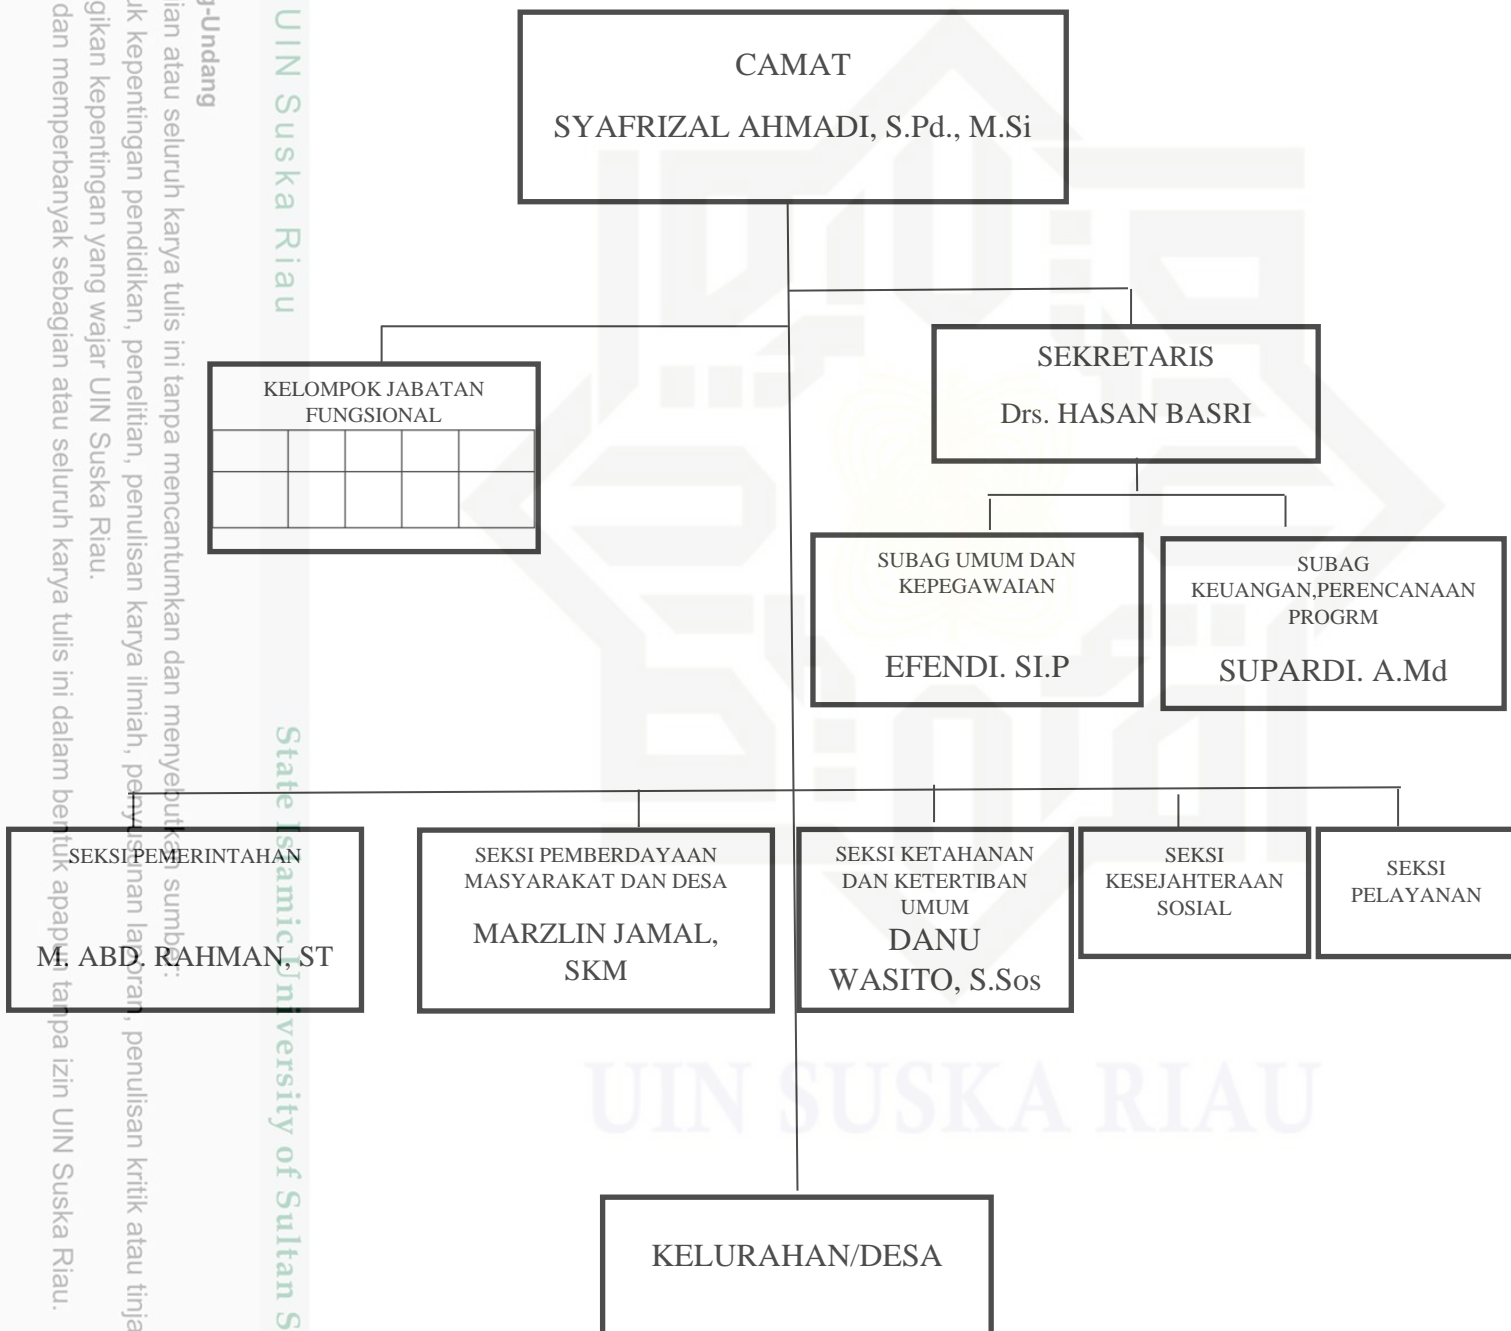 CAMAT
SYAFRIZAL AHMADI, S.Pd., M.Si
SEKRETARIS
Drs. HASAN BASRI
KELOMPOK JABATAN
FUNGSIONAL
SUBAG UMUM DAN
KEPEGAWAIAN
EFENDI. SI.P
SUBAG
KEUANGAN,PERENCANAAN
PROGRM
SUPARDI. A.Md
SEKSI PEMERINTAHAN
M. ABD. RAHMAN, ST
SEKSI PEMBERDAYAAN
MASYARAKAT DAN DESA
MARZLIN JAMAL,
SKM
SEKSI KETAHANAN
DAN KETERTIBAN
UMUM
DANU
WASITO, S.Sos
SEKSI
KESEJAHTERAAN
SOSIAL
SEKSI
PELAYANAN
KELURAHAN/DESA
UIN SUSKA RIAU
UIN Suska Riau
State Islamic University of Sultan S
g-Undang
ian atau seluruh karya tulis ini tanpa mencantumkan dan menyebutkan sumber:
uk kepentingan pendidikan, penelitian, penulisan karya ilmiah, penyusunan laporan, penulisan kritik atau tinja
gikan kepentingan yang wajar UIN Suska Riau.
dan memperbanyak sebagian atau seluruh karya tulis ini dalam bentuk apapun tanpa izin UIN Suska Riau.